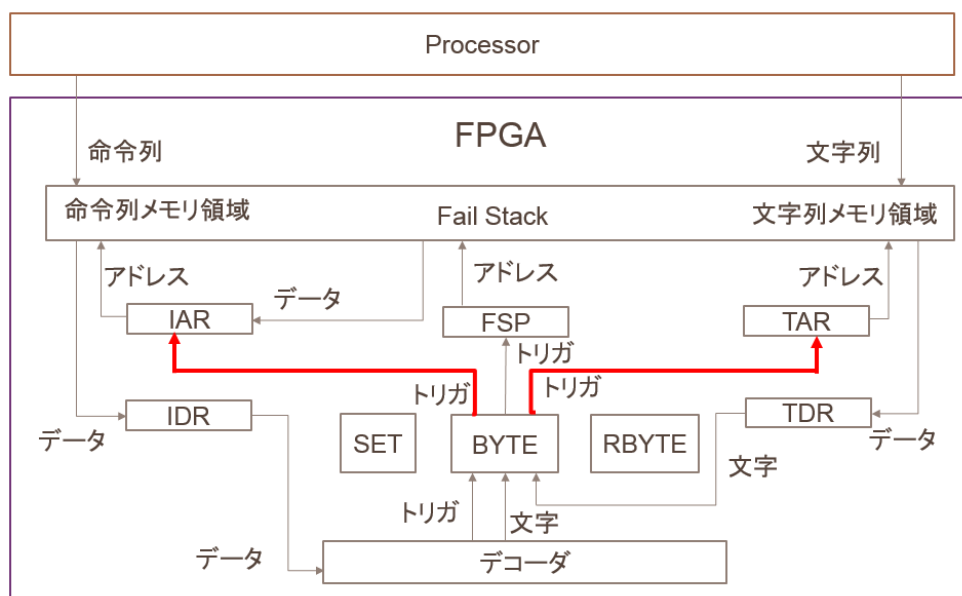 Processor
FPGA
命令列
文字列
命令列メモリ領域
Fail Stack
文字列メモリ領域
アドレス
データ
アドレス
アドレス
IAR
FSP
TAR
トリガ
トリガ
トリガ
IDR
TDR
データ
SET
BYTE
RBYTE
データ
文字
トリガ
文字
データ
デコーダ